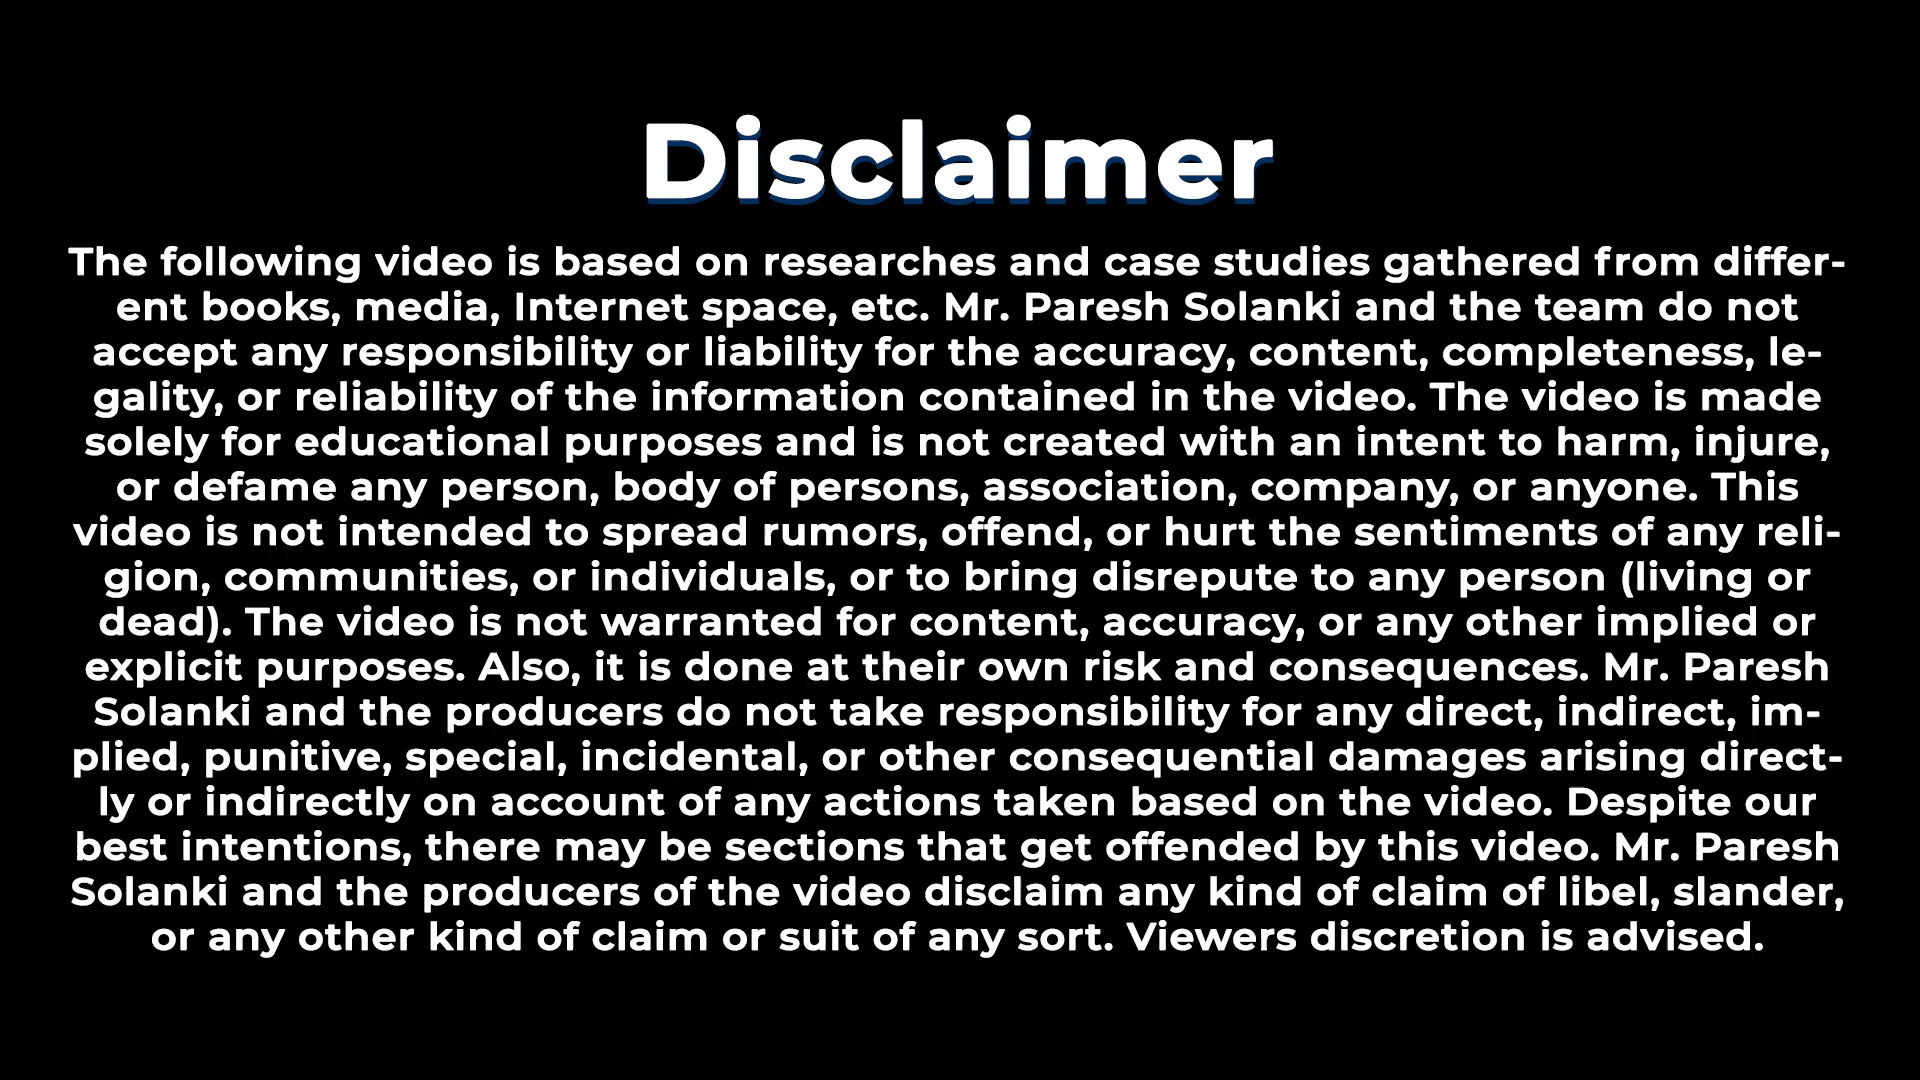 Disclaimer
The following video is based on researches and case studies gathered from differ-
ent books, media, Internet space, etc. Mr. Paresh Solanki and the team do not
accept any responsibility or liability for the accuracy, content, completeness, le-
gality, or reliability of the information contained in the video. The video is made
solely for educational purposes and is not created with an intent to harm, injure,
or defame any person, body of persons, association, company, or anyone. This
video is not intended to spread rumors, offend, or hurt the sentiments of any reli-
gion, communities, or individuals, or to bring disrepute to any person (living or
dead). The video is not warranted for content, accuracy, or any other implied or
explicit purposes. Also, it is done at their own risk and consequences. Mr. Paresh
Solanki and the producers do not take responsibility for any direct, indirect, im-
plied, punitive, special, incidental, or other consequential damages arising direct-
ly or indirectly on account of any actions taken based on the video. Despite our
best intentions, there may be sections that get offended by this video. Mr. Paresh
Solanki and the producers of the video disclaim any kind of claim of libel, slander,
or any other kind of claim or suit of any sort. Viewers discretion is advised.